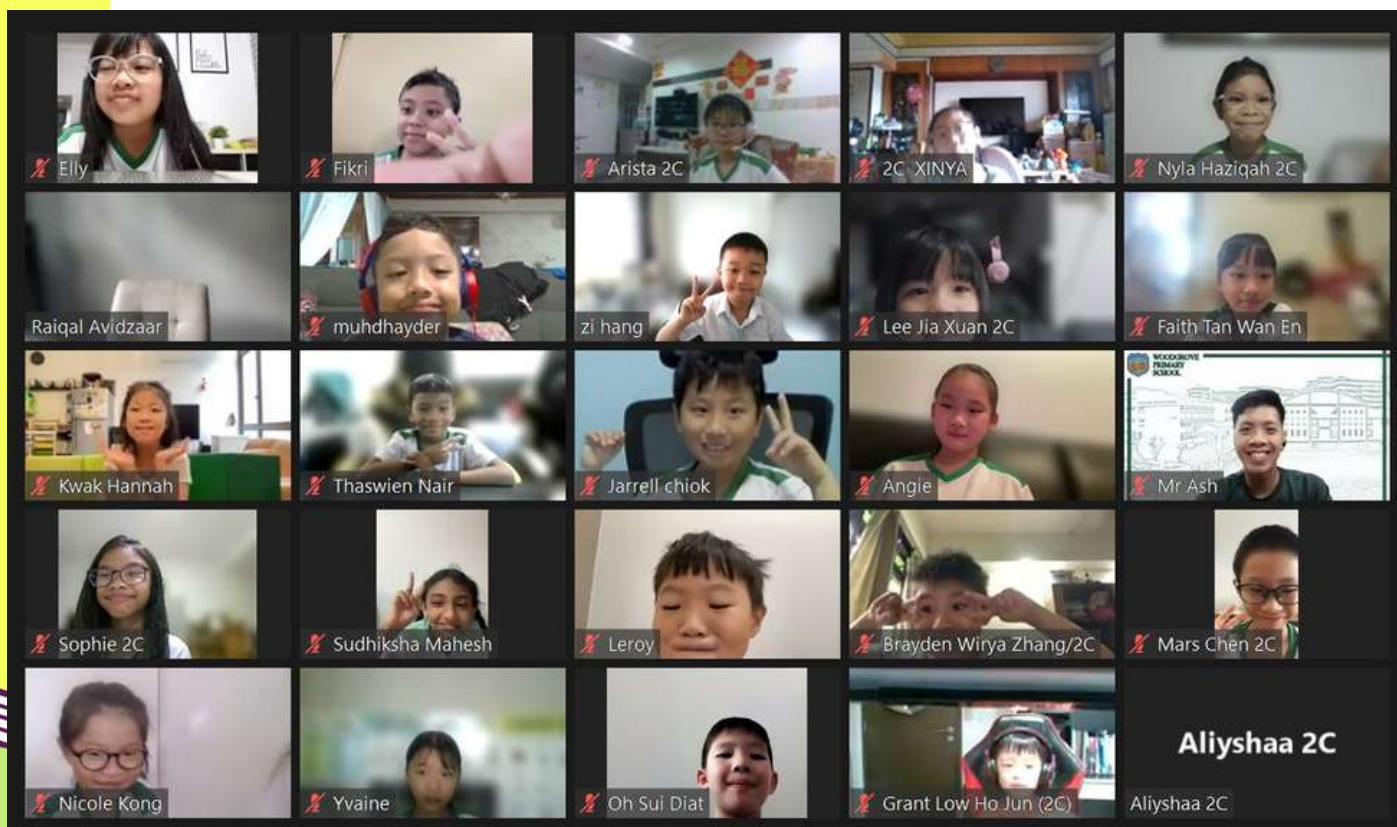 Elly
Fikri
Arista 2C
2C XINYA
Nyla Haziqah 2C
Raiqal Avidzaar
muhdhayder
zi hang
Lee Jia Xuan 2C
Faith Tan Wan En
Kwak Hannah
Thaswien Nair
Jarrell chiok
Angie
WOODGROVE
PRIMARY
SCHOOL
Mr Ash
Sophie 2C
Sudhiksha Mahesh
Leroy
Brayden Wirya Zhang/2C
Mars Chen 2C
Nicole Kong
Yvaine
Oh Sui Diat
Grant Low Ho Jun (2C)
Aliyshaa 2C
Aliyshaa 2C